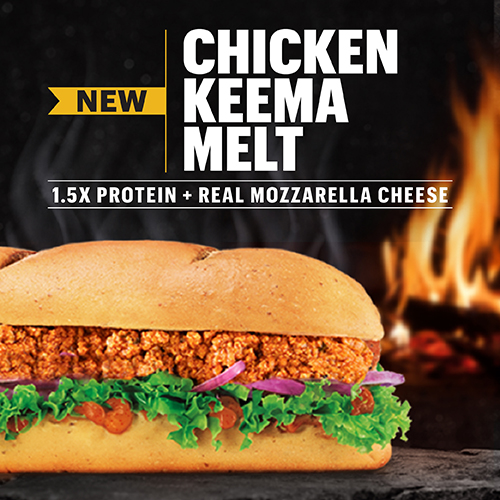 NEW
CHICKEN
KEEMA
MELT
1.5X PROTEIN + REAL MOZZARELLA CHEESE